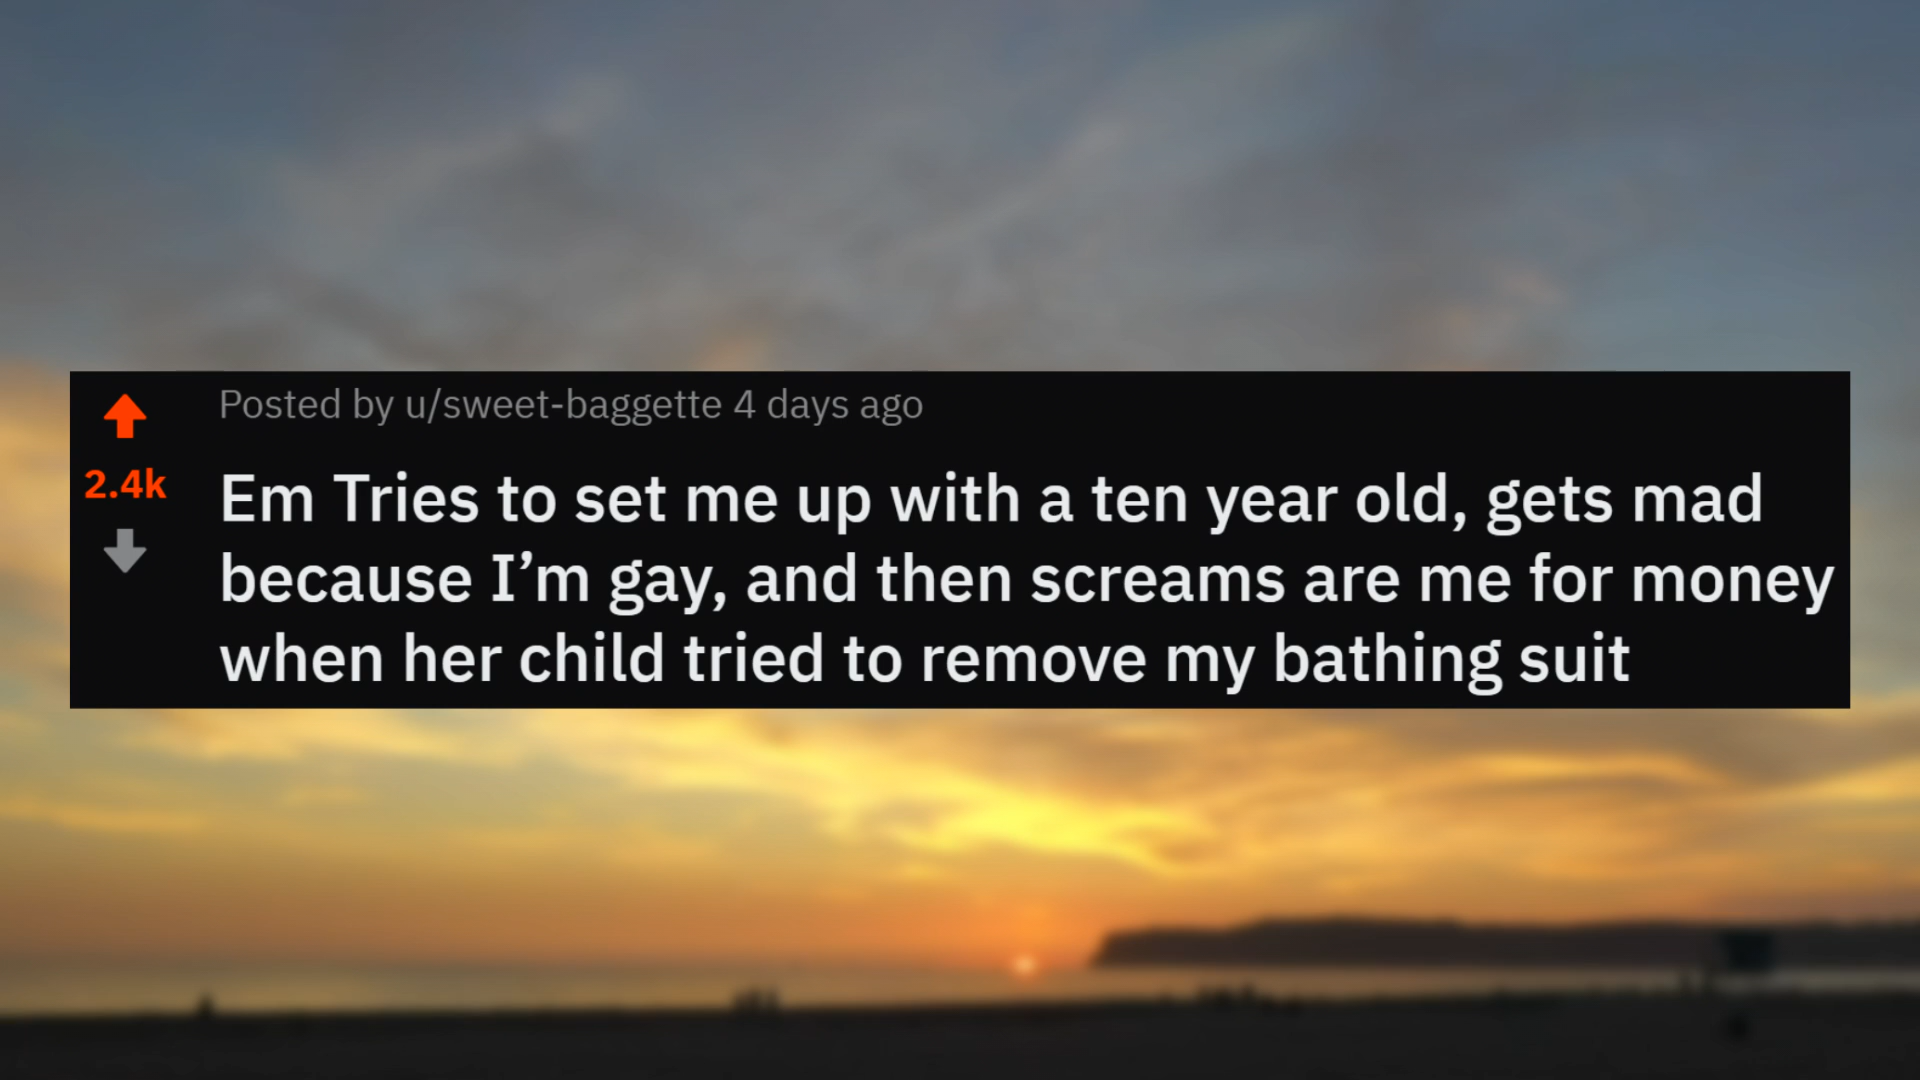 Posted by u/sweet-baggette 4 days ago
2.4k
Em Tries to set me up with a ten year old, gets mad
because I’m gay, and then screams are me for money
when her child tried to remove my bathing suit